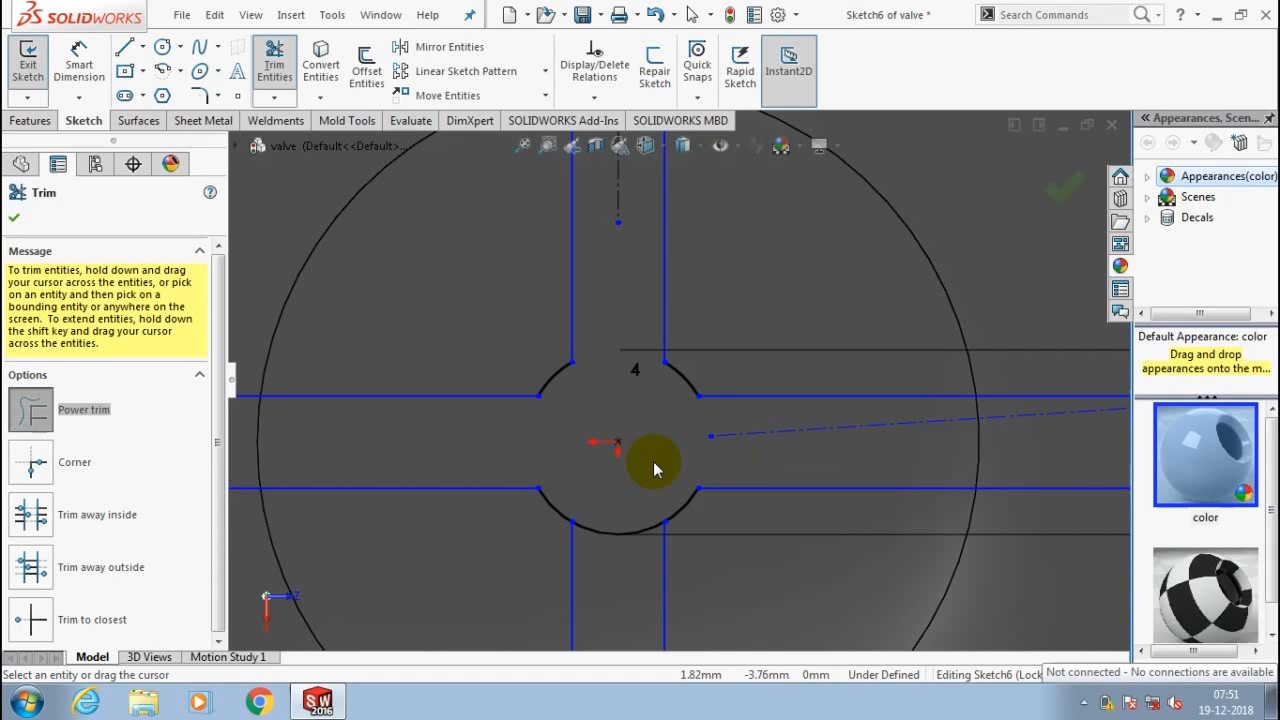 SOLIDWORKS
File
Edit
View
Insert
Tools
Window
Help
Sketch6 of valve *
Search Commands
?
Exit Sketch
Smart Dimension
Trim Entities
Convert Entities
Offset Entities
Mirror Entities
Linear Sketch Pattern
Move Entities
Display/Delete Relations
Repair Sketch
Quick Snaps
Rapid Sketch
Instant2D
Features
Sketch
Surfaces
Sheet Metal
Weldments
Mold Tools
Evaluate
DimXpert
SOLIDWORKS Add-Ins
SOLIDWORKS MBD
valve (Default<<Default>...
Trim
Message
To trim entities, hold down and drag
your cursor across the entities, or pick
on an entity and then pick on a
bounding entity or anywhere on the
screen. To extend entities, hold down
the shift key and drag your cursor
across the entities.
Options
Power trim
Corner
Trim away inside
Trim away outside
Trim to closest
4
Z
Appearances, Scen...
Appearances(color)
Scenes
Decals
Default Appearance: color
Drag and drop
appearances onto the m...
color
Model
3D Views
Motion Study 1
Select an entity or drag the cursor
1.82mm
-3.76mm
0mm
Under Defined
Editing Sketch6 (Lock
Not connected - No connections are available
SW
2016
07:51
19-12-2018